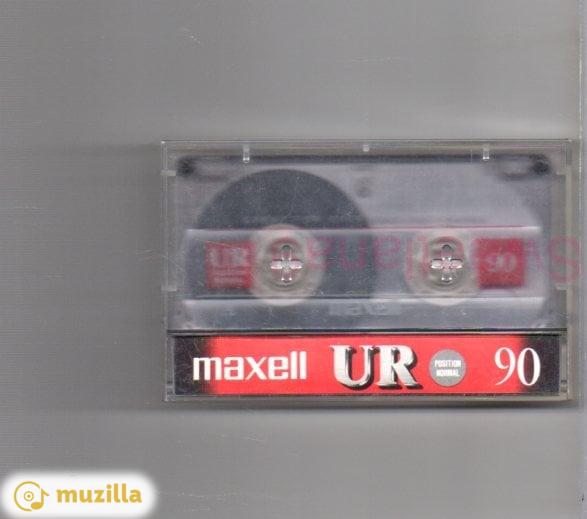 UR
90
maxell
maxell UR POSITION NORMAL 90
muzilla